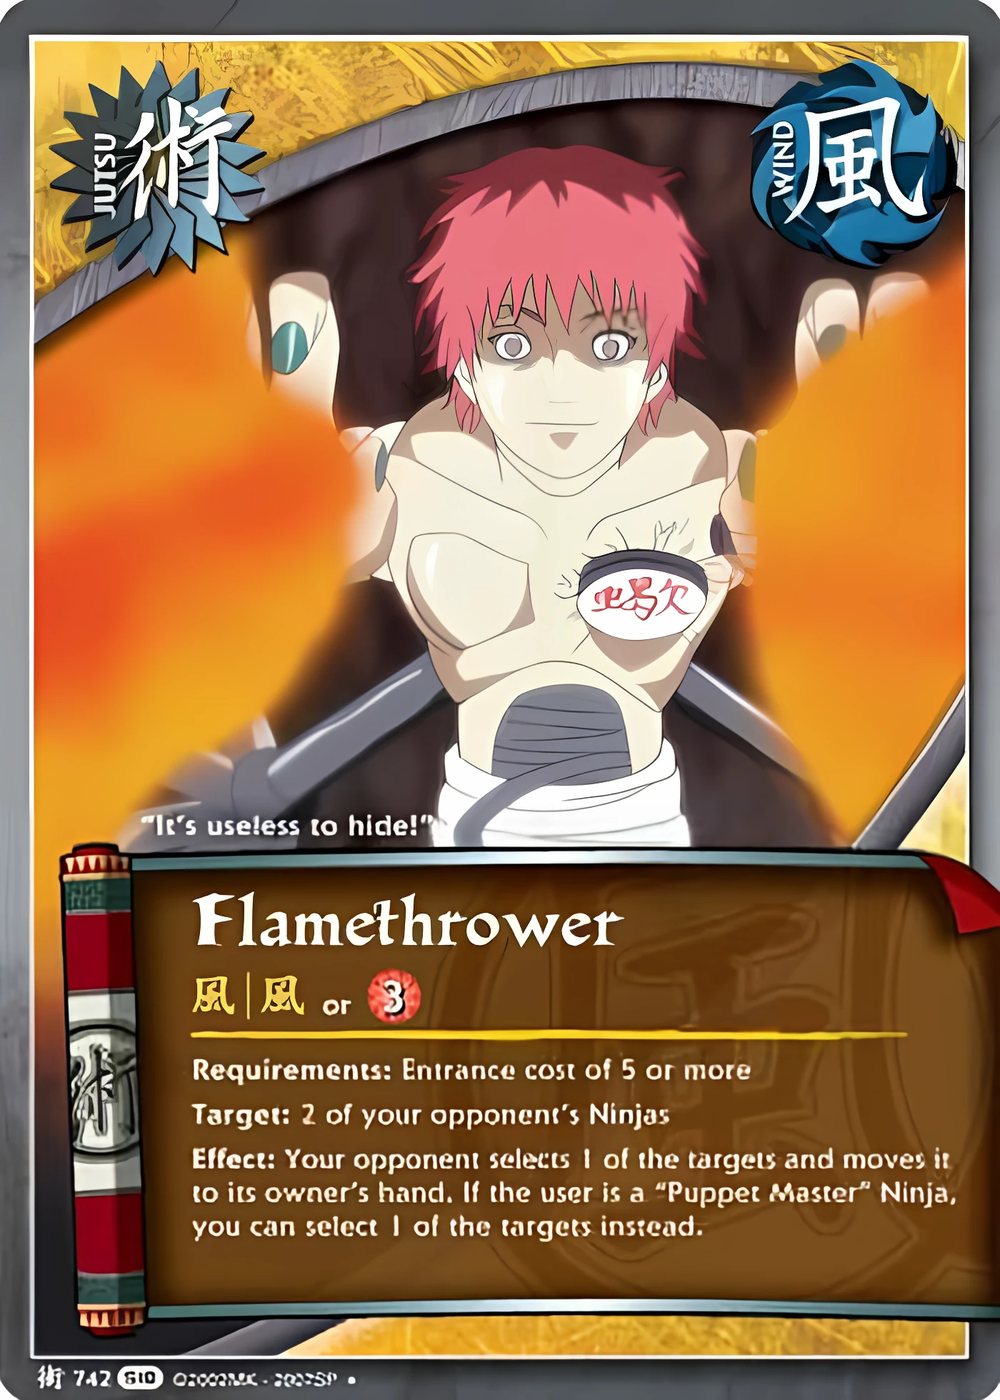 JUTSU 術
WIND 風
"It's useless to hide!"
Flamethrower
風|風 or 3
Requirements: Entrance cost of 5 or more
Target: 2 of your opponent's Ninjas
Effect: Your opponent selects 1 of the targets and moves it
to its owner's hand. If the user is a "Puppet Master" Ninja,
you can select 1 of the targets instead.
術 742